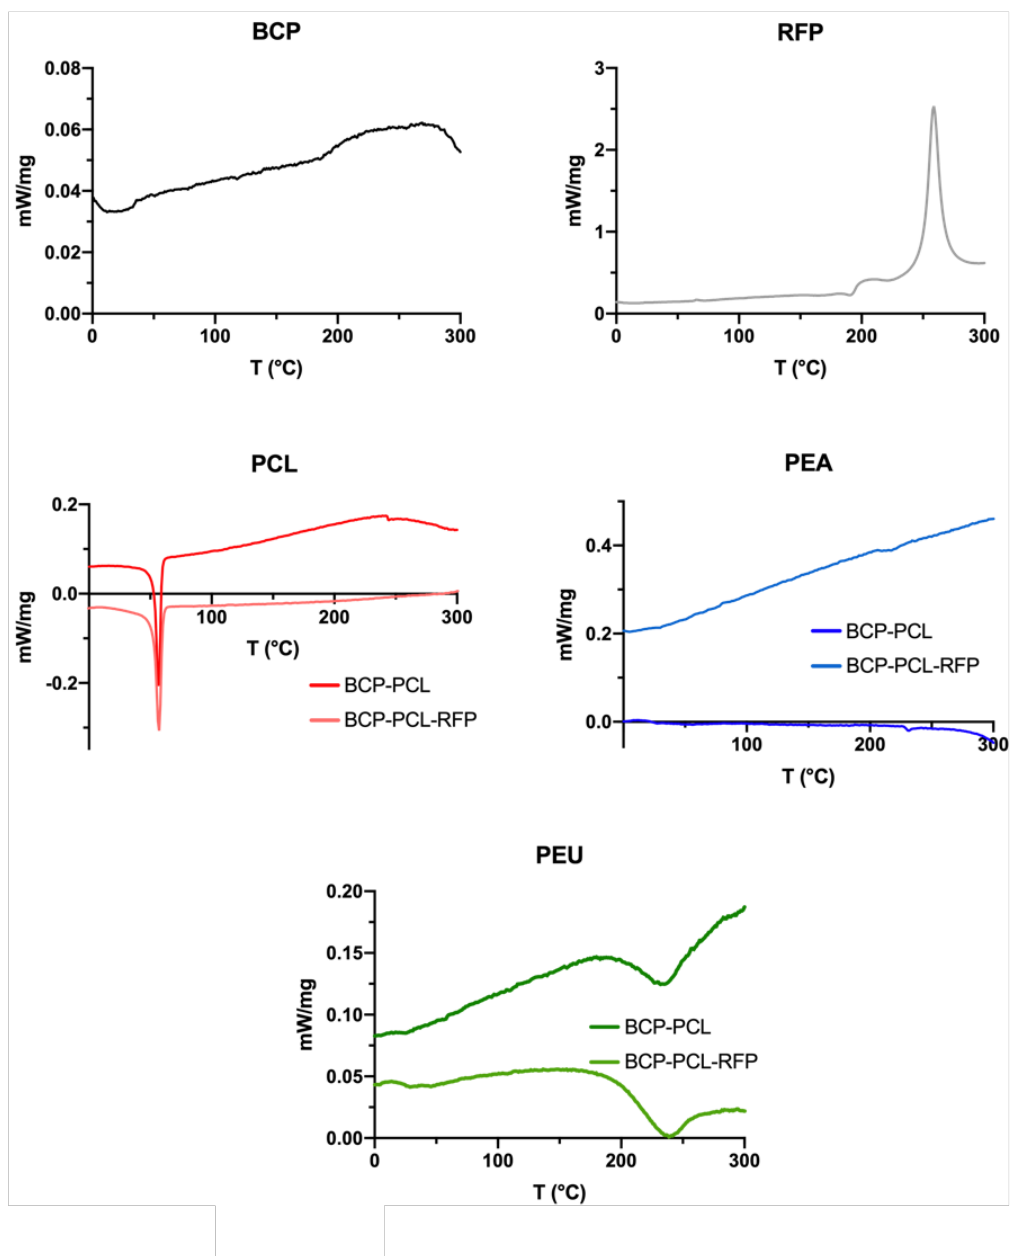 BCP
0.08
0.06
0.04
0.02
0.00
mW/mg
0 100 200 300
T (°C)
RFP
3
2
1
0
mW/mg
0 100 200 300
T (°C)
PCL
0.2
0.0
-0.2
mW/mg
100 200 300
T (°C)
BCP-PCL
BCP-PCL-RFP
PEA
0.4
0.2
0.0
mW/mg
100 200 300
T (°C)
BCP-PCL
BCP-PCL-RFP
PEU
0.20
0.15
0.10
0.05
0.00
mW/mg
0 100 200 300
T (°C)
BCP-PCL
BCP-PCL-RFP